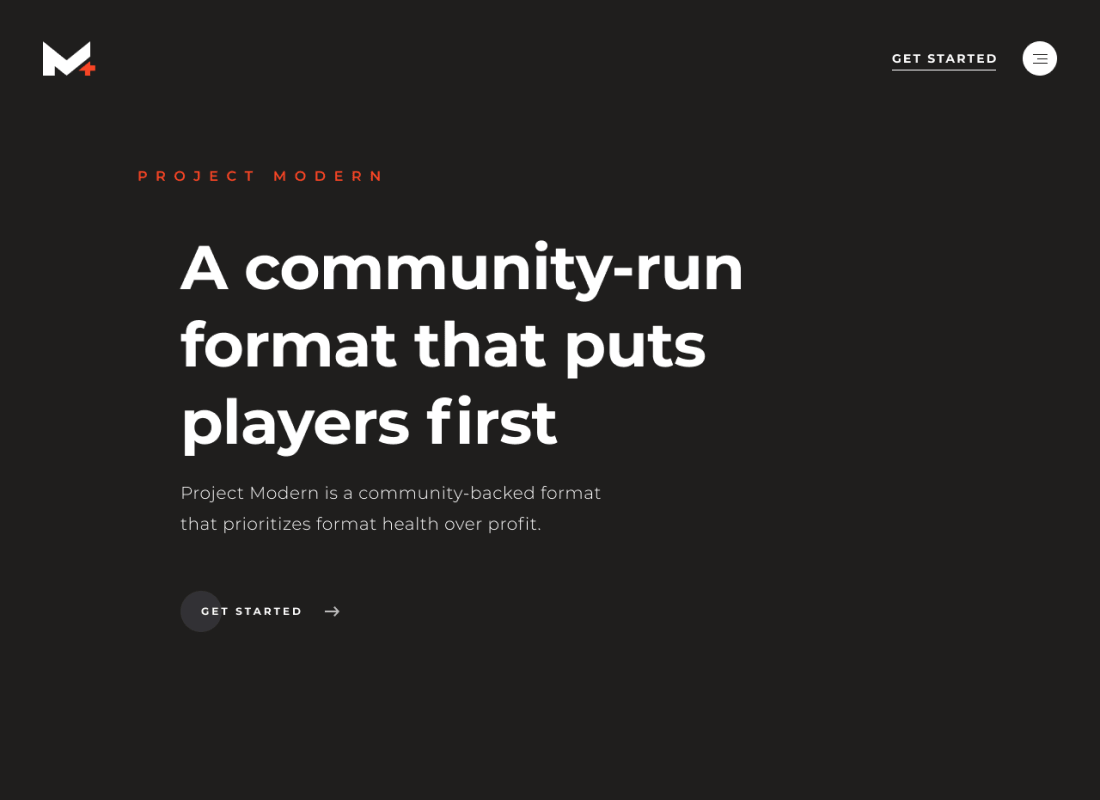 GET STARTED
PROJECT MODERN
A community-run
format that puts
players first
Project Modern is a community-backed format
that prioritizes format health over profit.
GET STARTED